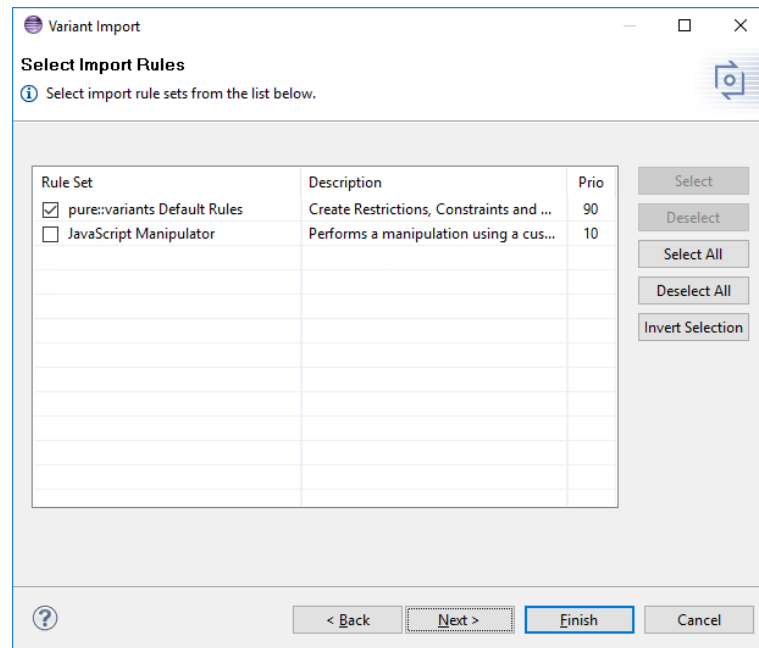 Variant Import
Select Import Rules
Select import rule sets from the list below.
Rule Set Description Prio
pure::variants Default Rules Create Restrictions, Constraints and ... 90
JavaScript Manipulator Performs a manipulation using a cus... 10
Select
Deselect
Select All
Deselect All
Invert Selection
< Back Next > Finish Cancel